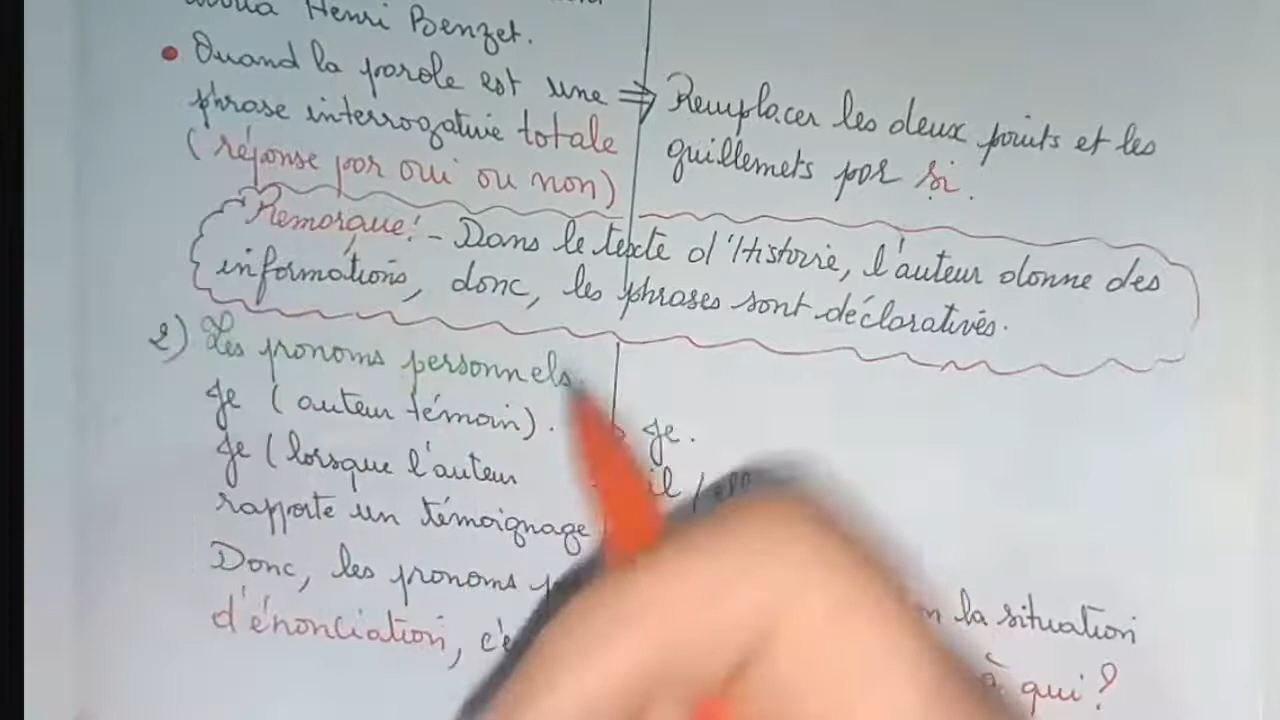 Henri Benzet.
• Quand la parole est une ⇒ Remplacer les deux points et les
phrase interrogative totale guillemets par si.
(réponse par oui ou non)
Remarque: - Dans le texte d'Histoire, l'auteur donne des
informations, donc, les phrases sont déclaratives.
2) Les pronoms personnels
Je (auteur témoin). Je.
Je (lorsque l'auteur il /
rapporte un témoignage
Donc, les pronoms la situation
d'énonciation, à qui ?